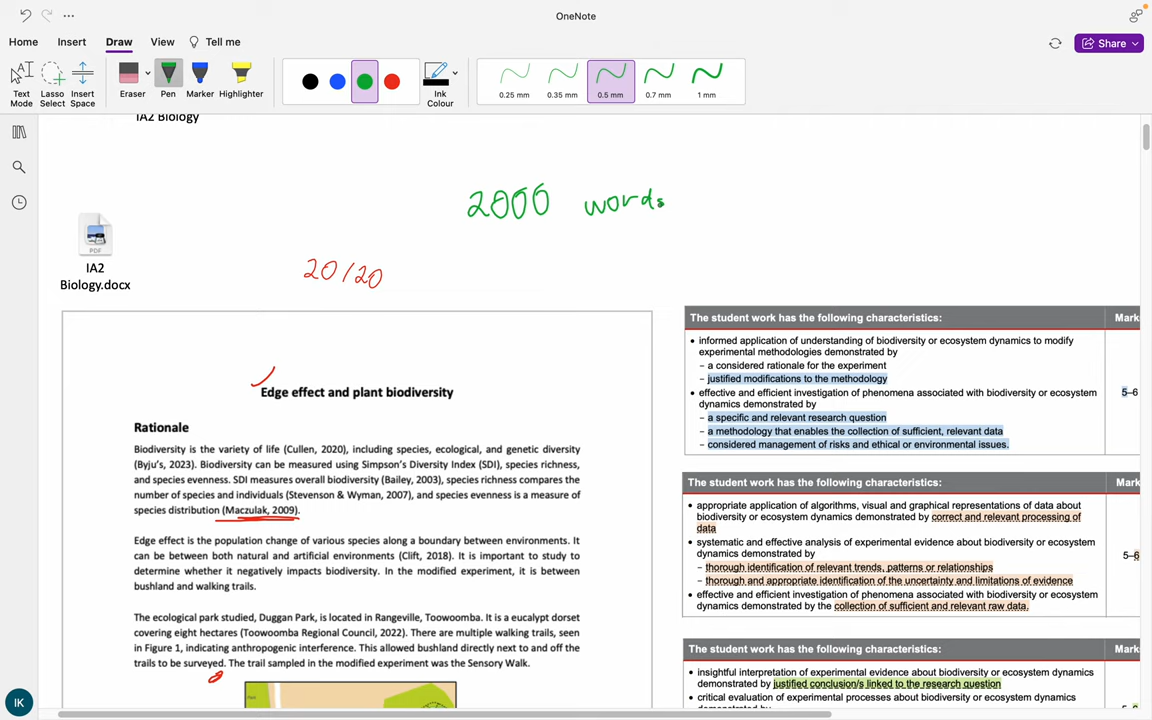 OneNote
Home Insert Draw View Tell me
Share
Text Mode
Lasso Select
Insert Space
Eraser
Pen
Marker
Highlighter
Ink Colour
0.25 mm
0.35 mm
0.5 mm
0.7 mm
1 mm
IA2 Biology
2000 words
PDF
IA2
Biology.docx
20/20
Edge effect and plant biodiversity
Rationale
Biodiversity is the variety of life (Cullen, 2020), including species, ecological, and genetic diversity
(Byju's, 2023). Biodiversity can be measured using Simpson's Diversity Index (SDI), species richness,
and species evenness. SDI measures overall biodiversity (Bailey, 2003), species richness compares the
number of species and individuals (Stevenson & Wyman, 2007), and species evenness is a measure of
species distribution (Maczulak, 2009).
Edge effect is the population change of various species along a boundary between environments. It
can be between both natural and artificial environments (Clift, 2018). It is important to study to
determine whether it negatively impacts biodiversity. In the modified experiment, it is between
bushland and walking trails.
The ecological park studied, Duggan Park, is located in Rangeville, Toowoomba. It is a eucalypt dorset
covering eight hectares (Toowoomba Regional Council, 2022). There are multiple walking trails, seen
in Figure 1, indicating anthropogenic interference. This allowed bushland directly next to and off the
trails to be surveyed. The trail sampled in the modified experiment was the Sensory Walk.
The student work has the following characteristics: Mark
• informed application of understanding of biodiversity or ecosystem dynamics to modify
experimental methodologies demonstrated by
– a considered rationale for the experiment
– justified modifications to the methodology
• effective and efficient investigation of phenomena associated with biodiversity or ecosystem
dynamics demonstrated by
– a specific and relevant research question
– a methodology that enables the collection of sufficient, relevant data
– considered management of risks and ethical or environmental issues.
5–6
The student work has the following characteristics: Mark
• appropriate application of algorithms, visual and graphical representations of data about
biodiversity or ecosystem dynamics demonstrated by correct and relevant processing of
data
• systematic and effective analysis of experimental evidence about biodiversity or ecosystem
dynamics demonstrated by
– thorough identification of relevant trends, patterns or relationships
– thorough and appropriate identification of the uncertainty and limitations of evidence
• effective and efficient investigation of phenomena associated with biodiversity or ecosystem
dynamics demonstrated by the collection of sufficient and relevant raw data.
5–6
The student work has the following characteristics: Mark
• insightful interpretation of experimental evidence about biodiversity or ecosystem dynamics
demonstrated by justified conclusion/s linked to the research question
• critical evaluation of experimental processes about biodiversity or ecosystem
dynamics demonstrated by
IK